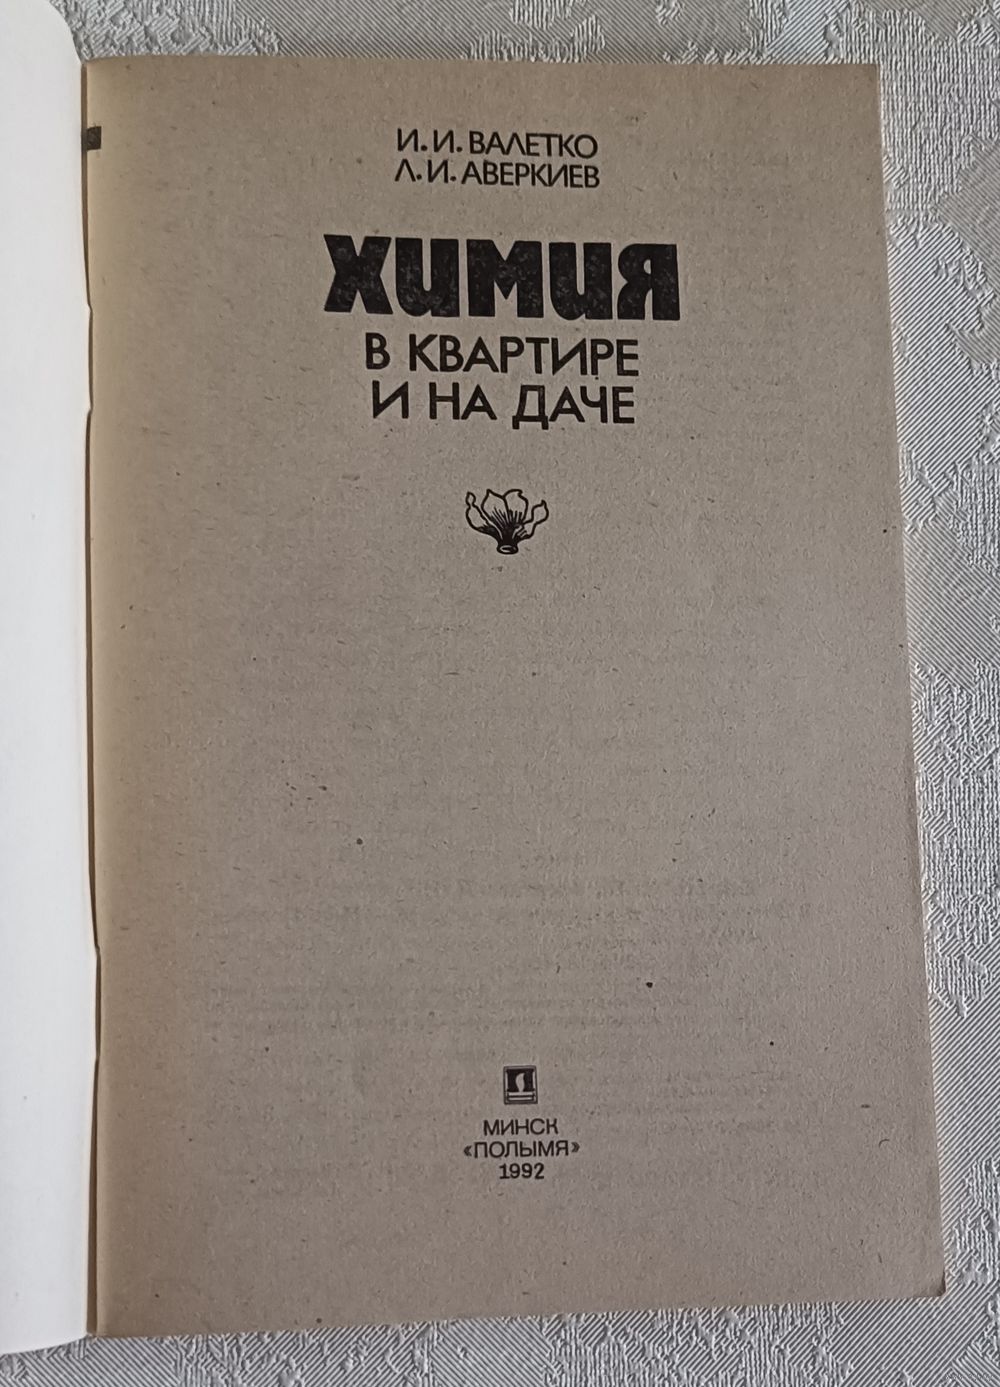 И. И. ВАЛЕТКО
Л. И. АВЕРКИЕВ
ХИМИЯ
В КВАРТИРЕ
И НА ДАЧЕ
МИНСК
«ПОЛЫМЯ»
1992